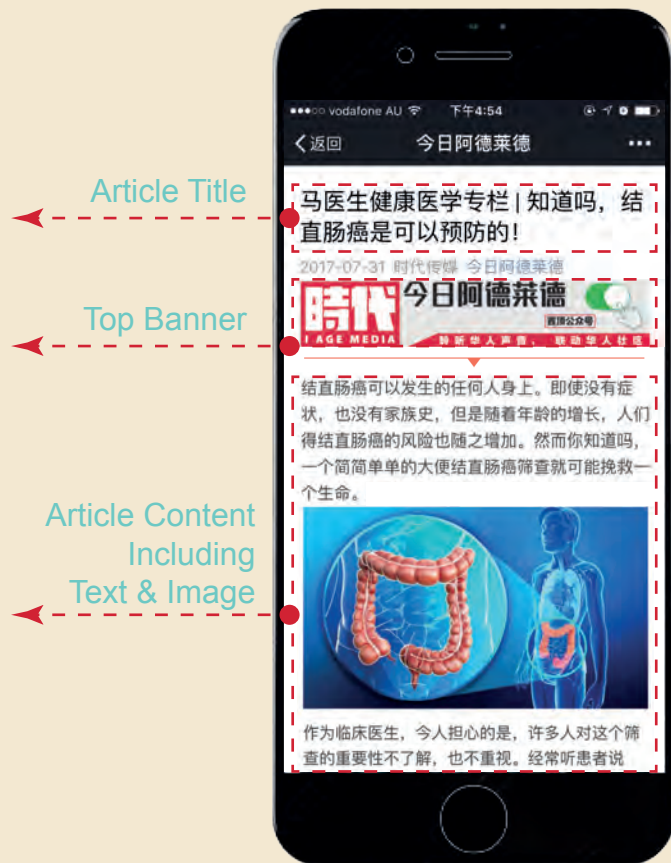 vodafone AU 下午4:54
返回 今日阿德莱德
Article Title
马医生健康医学专栏 | 知道吗，结
直肠癌是可以预防的！
2017-07-31 时代传媒 今日阿德莱德
Top Banner
時代 今日阿德莱德
置顶公众号
I AGE MEDIA 聆听华人声音、 联动华人社区
结直肠癌可以发生的任何人身上。即使没有症
状，也没有家族史，但是随着年龄的增长，人们
得结直肠癌的风险也随之增加。然而你知道吗，
一个简简单单的大便结直肠癌筛查就可能挽救一
个生命。
Article Content
Including
Text & Image
作为临床医生，令人担心的是，许多人对这个筛
查的重要性不了解，也不重视。经常听患者说